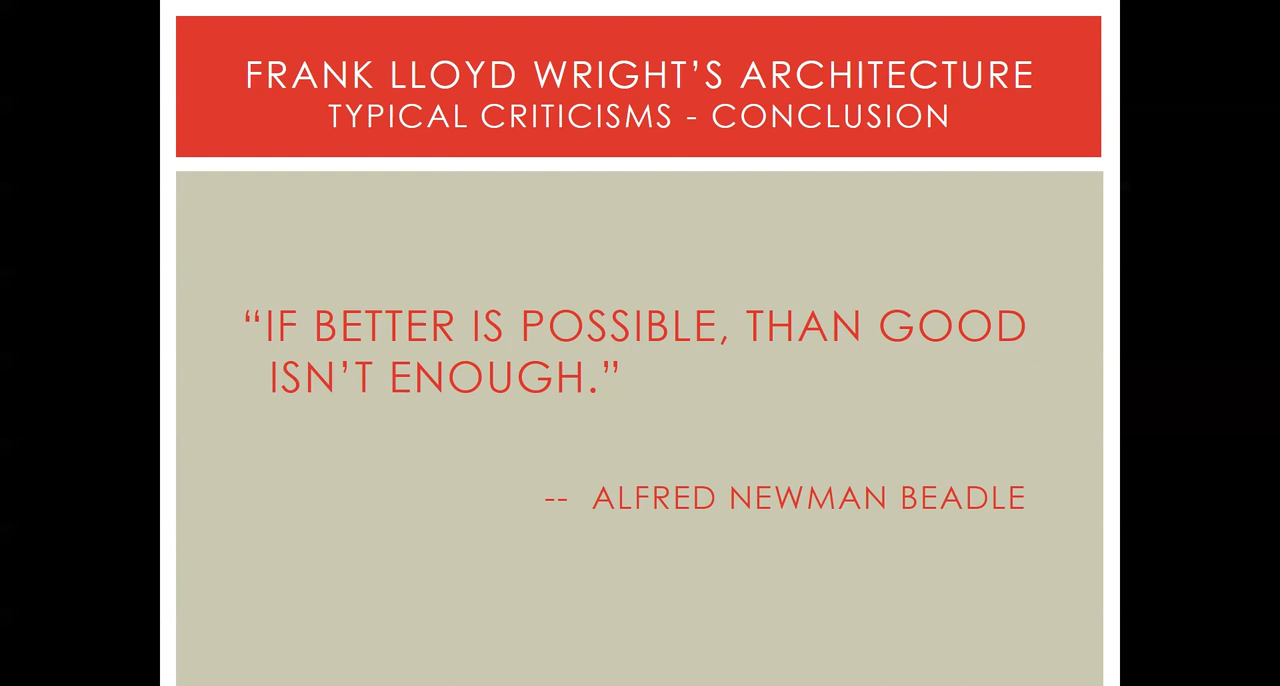 FRANK LLOYD WRIGHT’S ARCHITECTURE
TYPICAL CRITICISMS - CONCLUSION
“IF BETTER IS POSSIBLE, THAN GOOD
ISN’T ENOUGH.”
-- ALFRED NEWMAN BEADLE